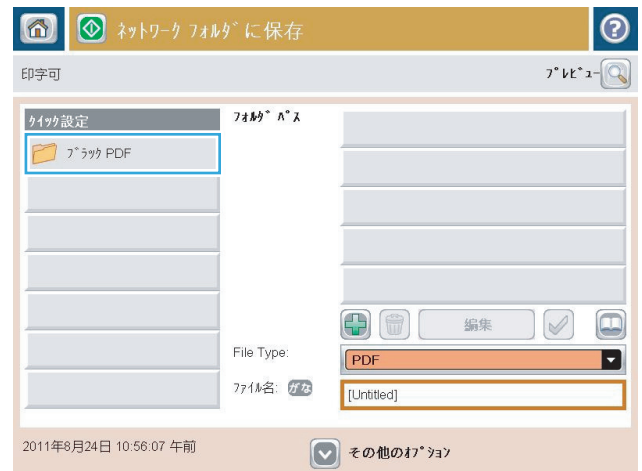 ﾈｯﾄﾜｰｸ ﾌｫﾙﾀﾞに保存
印字可
ﾌﾟﾚﾋﾞｭｰ
ｸｲｯｸ設定
ﾌﾞﾗｯｸ PDF
ﾌｫﾙﾀﾞ ﾊﾟｽ
編集
File Type:
PDF
ﾌｧｲﾙ名: がな
[Untitled]
2011年8月24日 10:56:07 午前
その他のｵﾌﾟｼｮﾝ